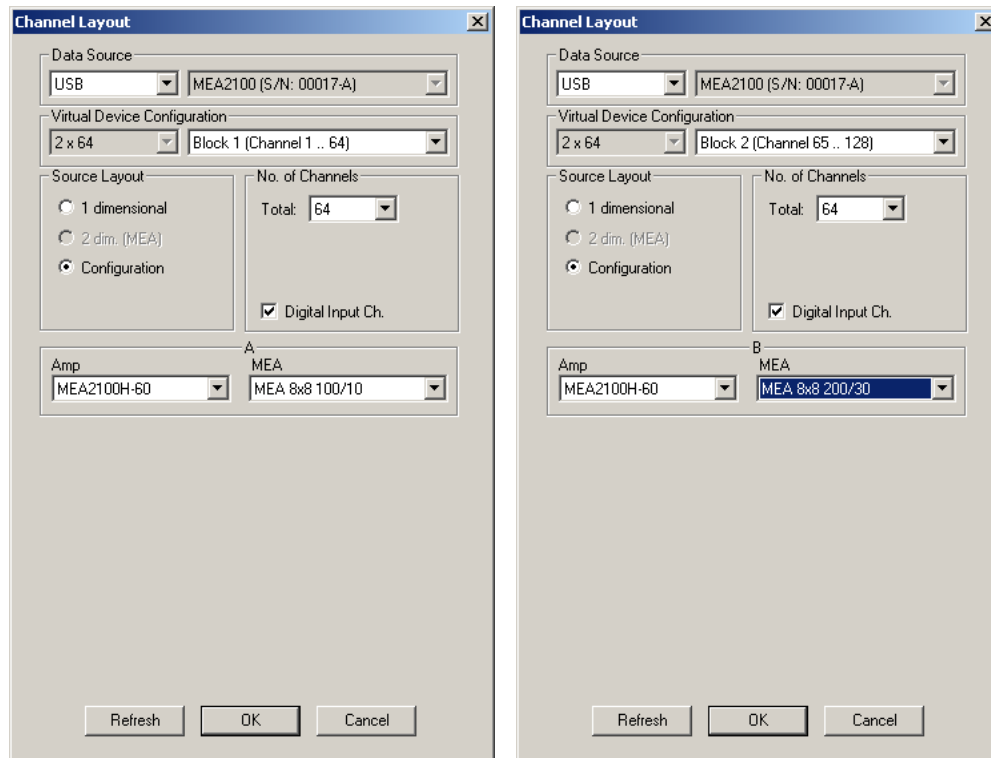 Channel Layout
Data Source
USB MEA2100 (S/N: 00017-A)
Virtual Device Configuration
2 x 64 Block 1 (Channel 1 .. 64)
Source Layout No. of Channels
1 dimensional Total: 64
2 dim. (MEA)
Configuration
Digital Input Ch.
A
Amp MEA
MEA2100H-60 MEA 8x8 100/10
Refresh OK Cancel
Channel Layout
Data Source
USB MEA2100 (S/N: 00017-A)
Virtual Device Configuration
2 x 64 Block 2 (Channel 65 .. 128)
Source Layout No. of Channels
1 dimensional Total: 64
2 dim. (MEA)
Configuration
Digital Input Ch.
B
Amp MEA
MEA2100H-60 MEA 8x8 200/30
Refresh OK Cancel